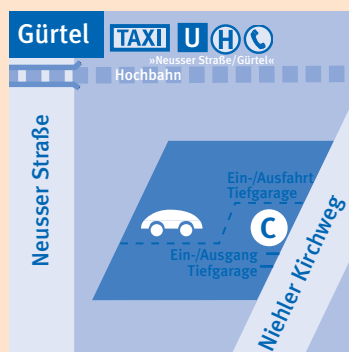 Gürtel TAXI U H
»Neusser Straße/Gürtel«
Hochbahn
Neusser Straße
Ein-/Ausfahrt
Tiefgarage
C
Ein-/Ausgang
Tiefgarage
Niehler Kirchweg